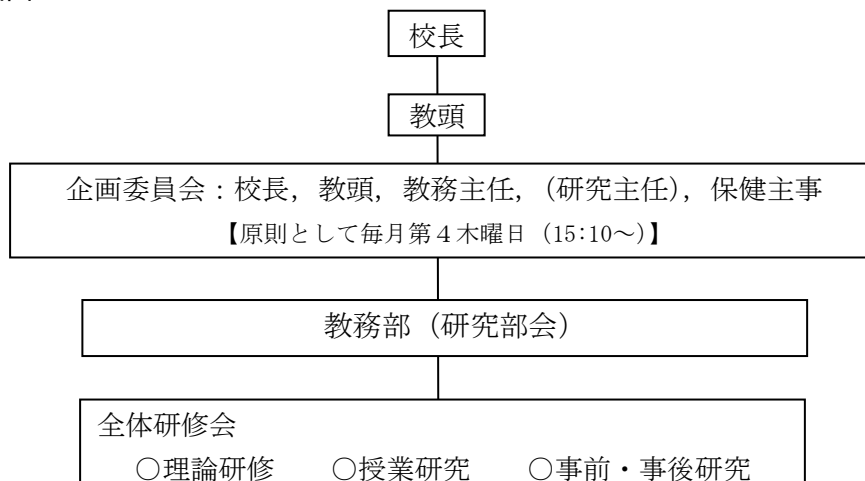 校長
教頭
企画委員会：校長，教頭，教務主任，（研究主任），保健主事
【原則として毎月第４木曜日（15:10～）】
教務部（研究部会）
全体研修会
○理論研修　　○授業研究　　○事前・事後研究